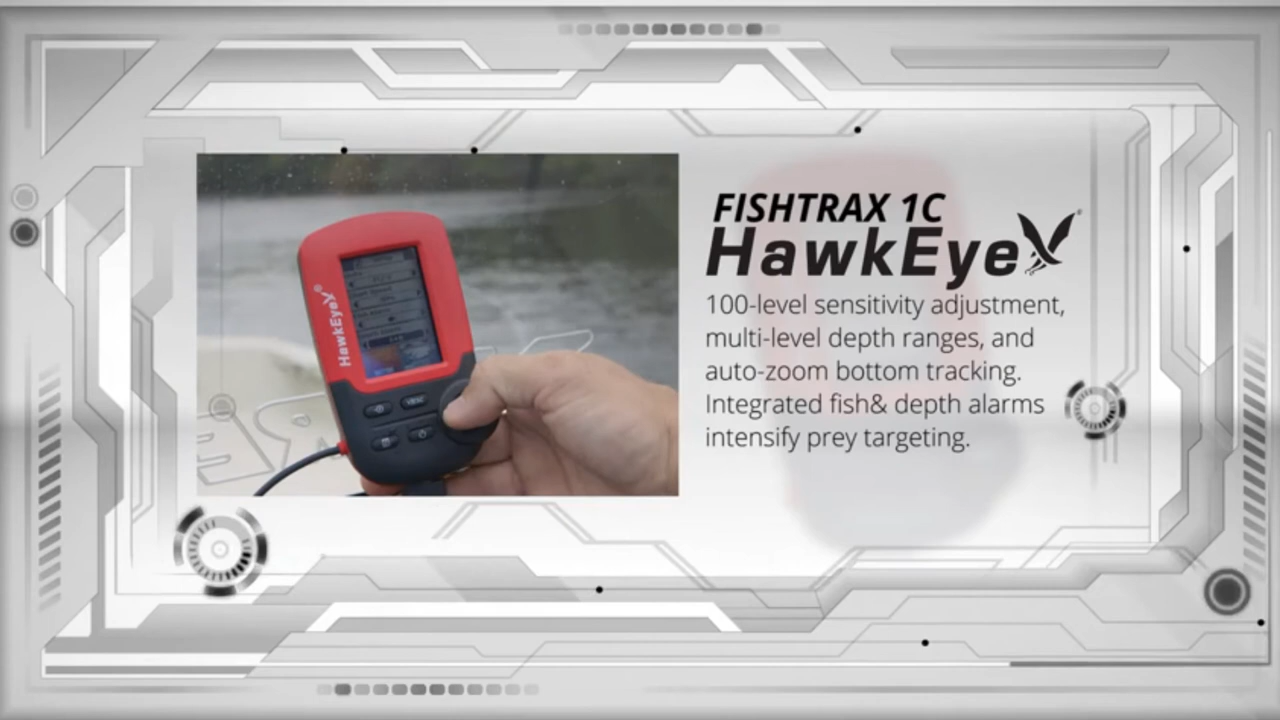 FISHTRAX 1C
HawkEye
100-level sensitivity adjustment,
multi-level depth ranges, and
auto-zoom bottom tracking.
Integrated fish& depth alarms
intensify prey targeting.
HawkEye